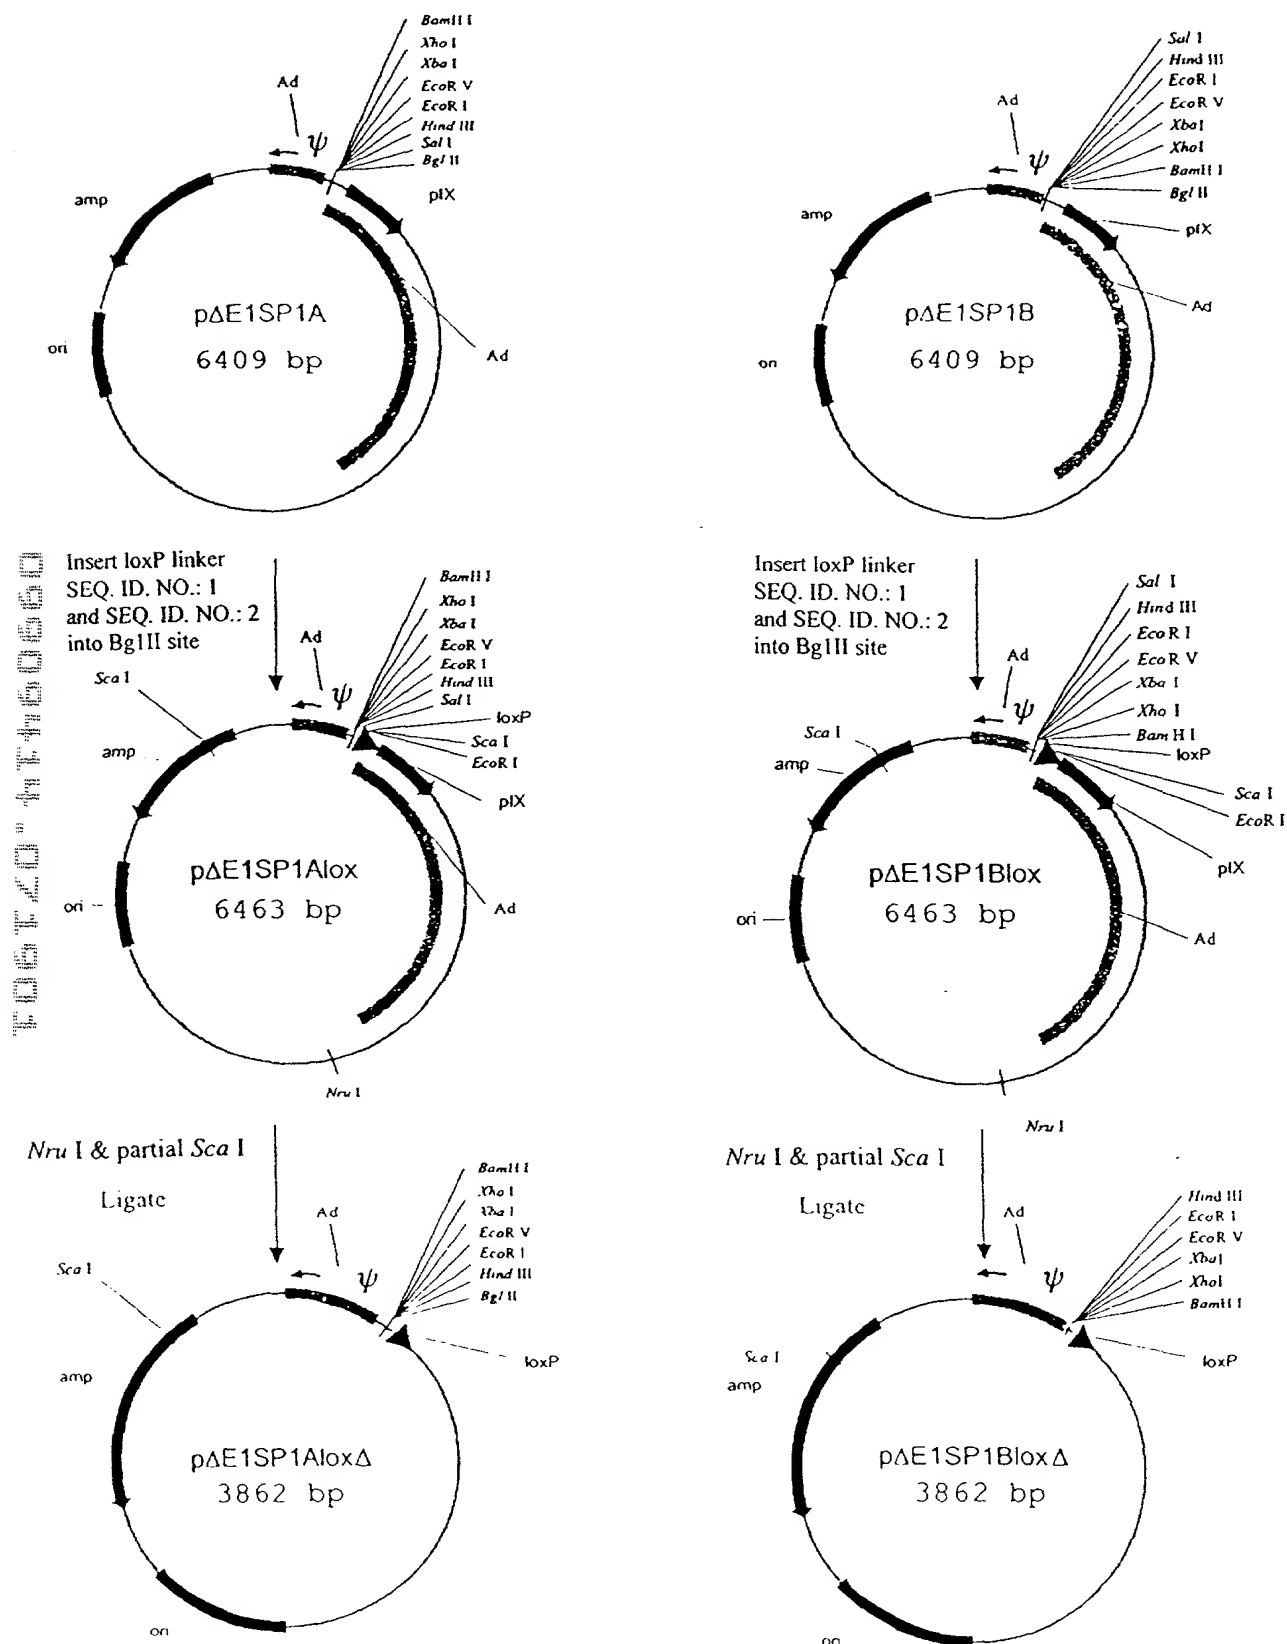 BamH I
Xho I
Xba I
EcoR V
EcoR I
Hind III
Sal I
Bgl II
Ad
ψ
pIX
amp
ori
pΔE1SP1A
6409 bp
Ad
Sal I
Hind III
EcoR I
EcoR V
Xba I
Xho I
BamH I
Bgl II
Ad
ψ
pIX
amp
ori
pΔE1SP1B
6409 bp
Ad
Insert loxP linker
SEQ. ID. NO.: 1
and SEQ. ID. NO.: 2
into Bg1II site
BamH I
Xho I
Xba I
EcoR V
EcoR I
Hind III
Sal I
loxP
Sca I
EcoR I
Ad
ψ
Sca I
amp
pIX
pΔE1SP1Alox
6463 bp
ori
Ad
Nru I
Insert loxP linker
SEQ. ID. NO.: 1
and SEQ. ID. NO.: 2
into Bg1II site
Sal I
Hind III
EcoR I
EcoR V
Xba I
Xho I
BamH I
loxP
Sca I
EcoR I
Ad
ψ
Sca I
amp
pIX
pΔE1SP1Blox
6463 bp
ori
Ad
Nru I
Nru I & partial Sca I
Ligate
BamH I
Xho I
Xba I
EcoR V
EcoR I
Hind III
Bgl II
Ad
ψ
Sca I
loxP
amp
pΔE1SP1AloxΔ
3862 bp
ori
Nru I & partial Sca I
Ligate
Hind III
EcoR I
EcoR V
Xba I
Xho I
BamH I
Ad
ψ
Sca I
loxP
amp
pΔE1SP1BloxΔ
3862 bp
ori